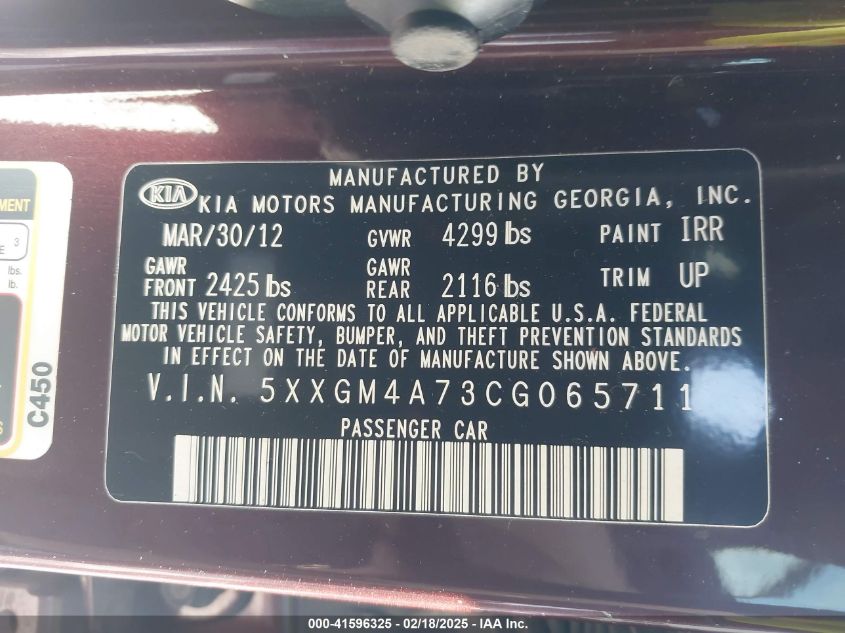 MANUFACTURED BY
KIA KIA MOTORS MANUFACTURING GEORGIA, INC.
MAR/30/12 GVWR 4299 lbs PAINT IRR
GAWR FRONT 2425 lbs GAWR REAR 2116 lbs TRIM UP
THIS VEHICLE CONFORMS TO ALL APPLICABLE U.S.A. FEDERAL
MOTOR VEHICLE SAFETY, BUMPER, AND THEFT PREVENTION STANDARDS
IN EFFECT ON THE DATE OF MANUFACTURE SHOWN ABOVE.
V.I.N. 5XXGM4A73CG065711
PASSENGER CAR
3
lbs.
lb.
C450
000-41596325 - 02/18/2025 - IAA Inc.